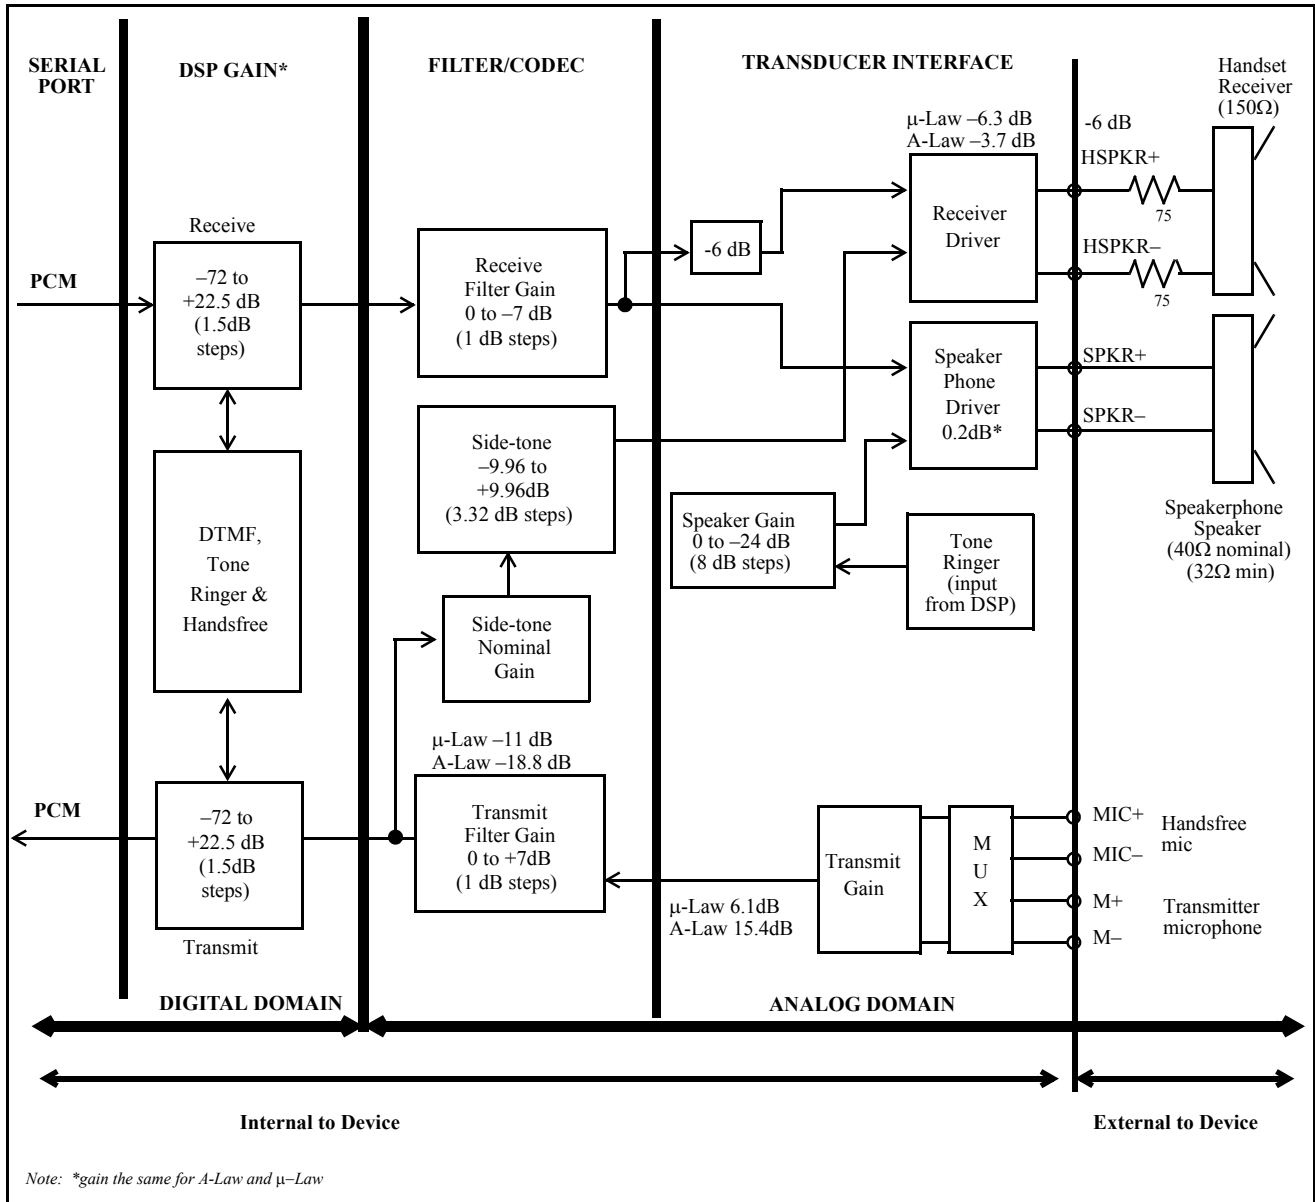 SERIAL
PORT
DSP GAIN*
FILTER/CODEC
TRANSDUCER INTERFACE
Handset
Receiver
(150Ω)
μ-Law –6.3 dB
A-Law –3.7 dB
-6 dB
HSPKR+
75
Receiver
Driver
HSPKR–
75
Receive
–72 to
+22.5 dB
(1.5dB
steps)
PCM
Receive
Filter Gain
0 to –7 dB
(1 dB steps)
-6 dB
Speaker
Phone
Driver
0.2dB*
SPKR+
SPKR–
Speakerphone
Speaker
(40Ω nominal)
(32Ω min)
Side-tone
–9.96 to
+9.96dB
(3.32 dB steps)
Speaker Gain
0 to –24 dB
(8 dB steps)
Tone
Ringer
(input
from DSP)
DTMF,
Tone
Ringer &
Handsfree
Side-tone
Nominal
Gain
μ-Law –11 dB
A-Law –18.8 dB
PCM
–72 to
+22.5 dB
(1.5dB
steps)
Transmit
Transmit
Filter Gain
0 to +7dB
(1 dB steps)
μ-Law 6.1dB
A-Law 15.4dB
Transmit
Gain
M
U
X
MIC+
MIC–
Handsfree
mic
M+
M–
Transmitter
microphone
DIGITAL DOMAIN
ANALOG DOMAIN
Internal to Device
External to Device
Note: *gain the same for A-Law and μ–Law